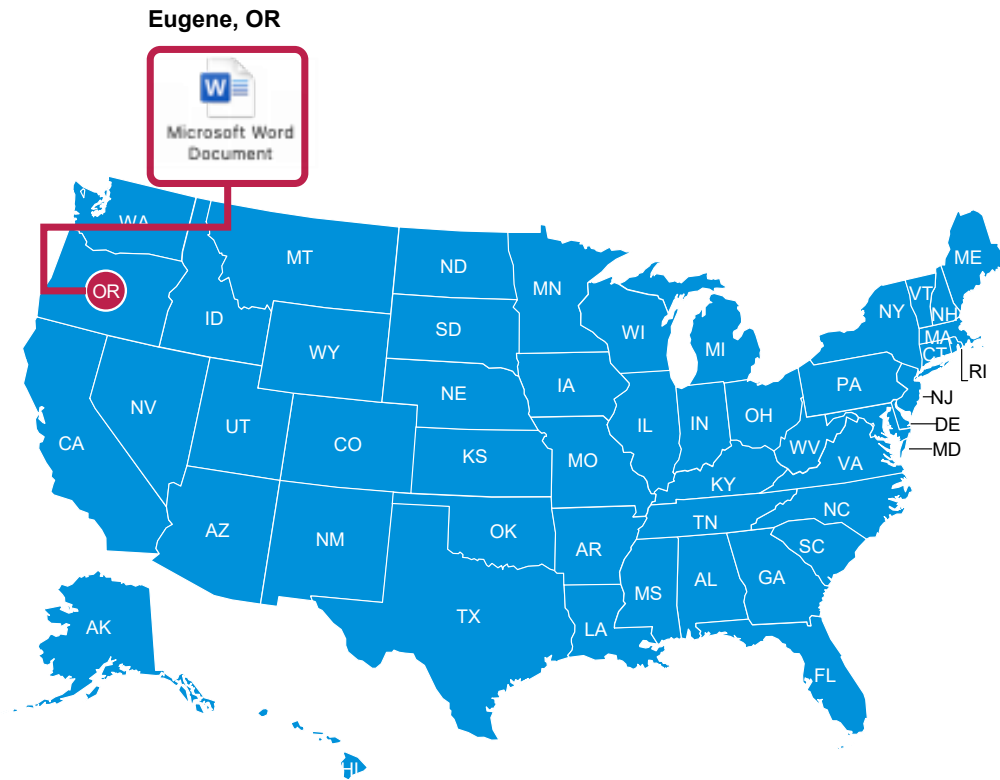 Eugene, OR
W
Microsoft Word
Document
WA
OR
MT
ID
ND
MN
SD
WY
WI
MI
ME
VT
NH
NY
MA
CT
RI
NV
UT
CA
CO
NE
IA
KS
MO
IL
IN
OH
PA
NJ
DE
MD
WV
VA
KY
AZ
NM
OK
AR
TN
NC
SC
MS
AL
GA
TX
LA
FL
AK
HI